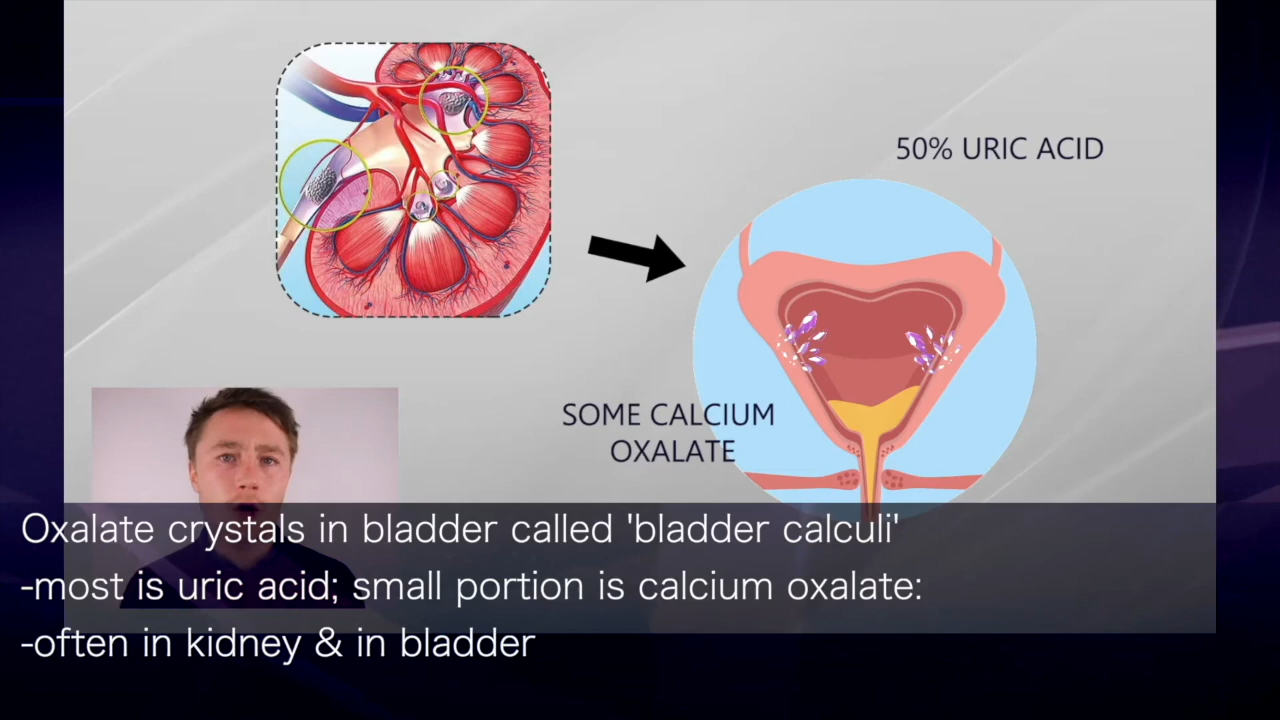 50% URIC ACID
SOME CALCIUM
OXALATE
Oxalate crystals in bladder called 'bladder calculi'
-most is uric acid; small portion is calcium oxalate:
-often in kidney & in bladder